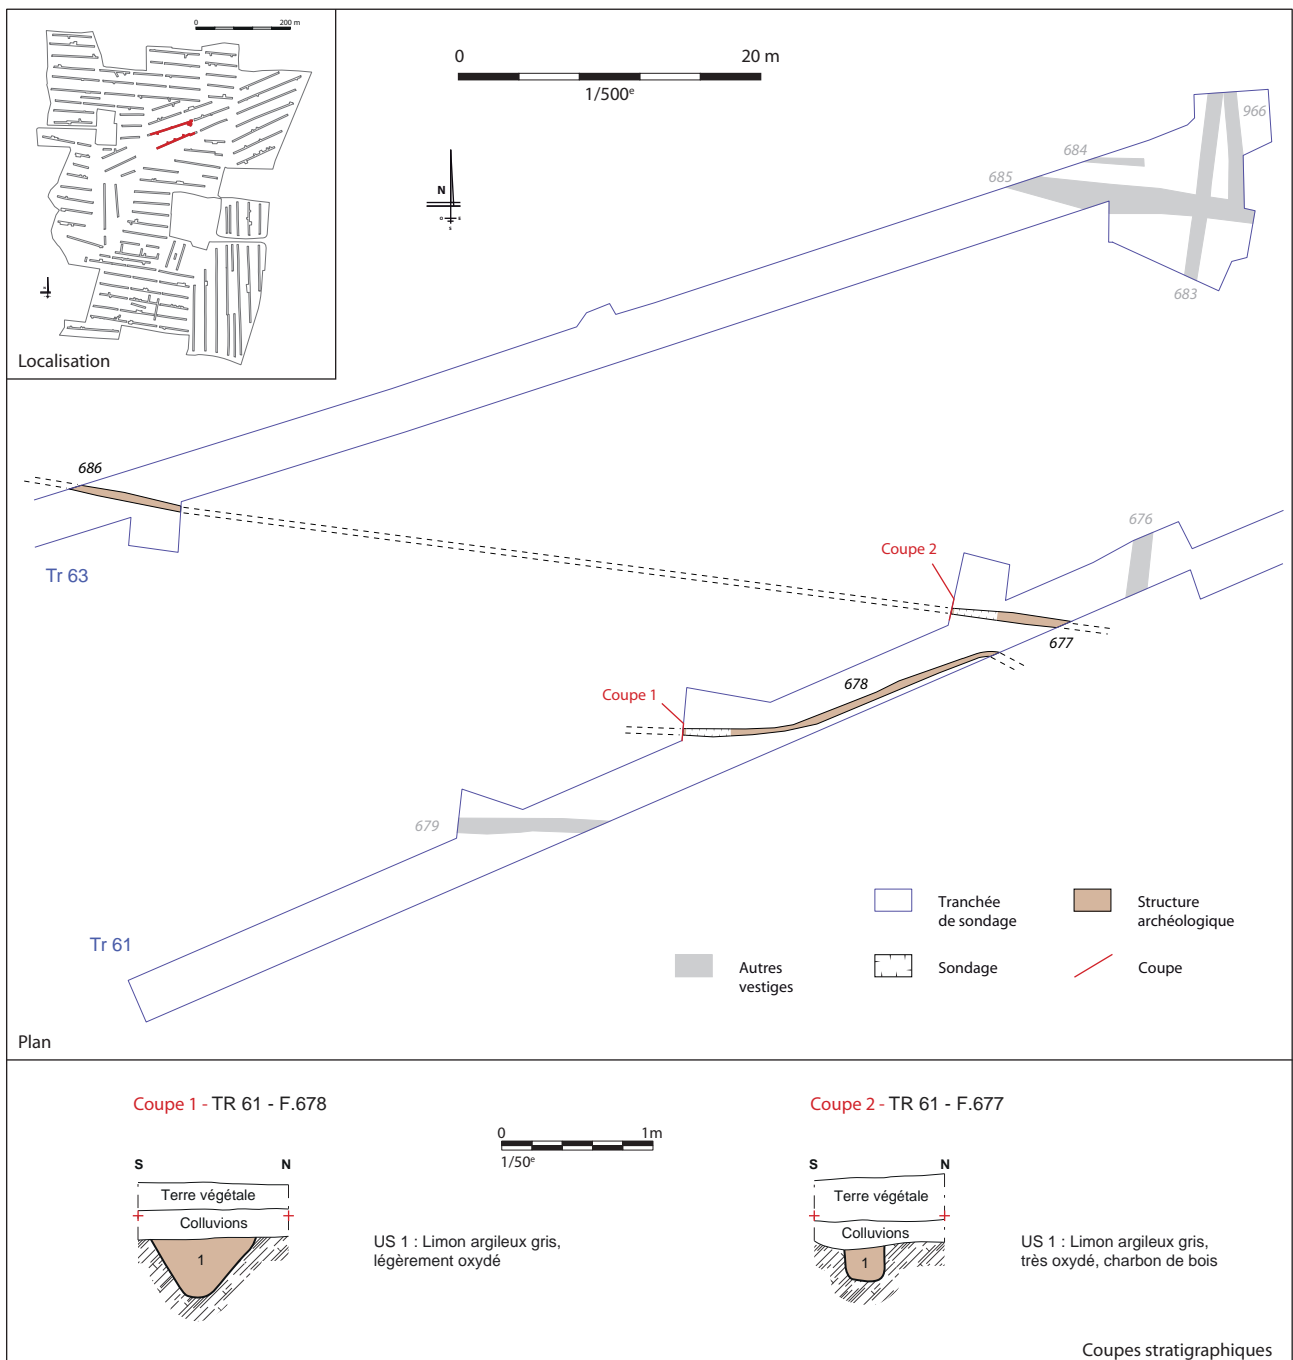 0 200 m
Localisation
0 20 m
1/500e
N
O E
S
966
684
685
683
686
Tr 63
676
Coupe 2
677
678
Coupe 1
679
Tr 61
Tranchée
de sondage
Structure
archéologique
Autres
vestiges
Sondage
Coupe
Plan
Coupe 1 - TR 61 - F.678
Coupe 2 - TR 61 - F.677
0 1m
1/50e
S N
Terre végétale
Colluvions
1
US 1 : Limon argileux gris,
légèrement oxydé
S N
Terre végétale
Colluvions
1
US 1 : Limon argileux gris,
très oxydé, charbon de bois
Coupes stratigraphiques